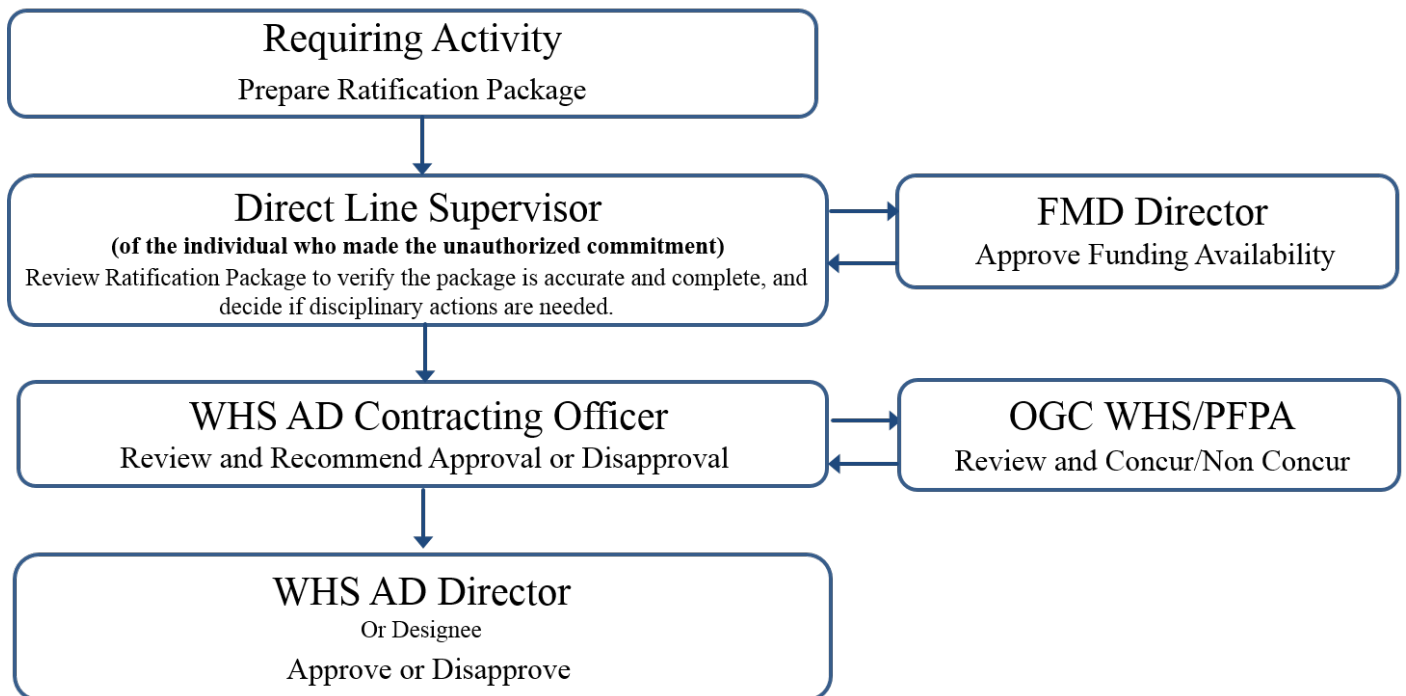 Requiring Activity
Prepare Ratification Package
Direct Line Supervisor
(of the individual who made the unauthorized commitment)
Review Ratification Package to verify the package is accurate and complete, and
decide if disciplinary actions are needed.
FMD Director
Approve Funding Availability
WHS AD Contracting Officer
Review and Recommend Approval or Disapproval
OGC WHS/PFPA
Review and Concur/Non Concur
WHS AD Director
Or Designee
Approve or Disapprove